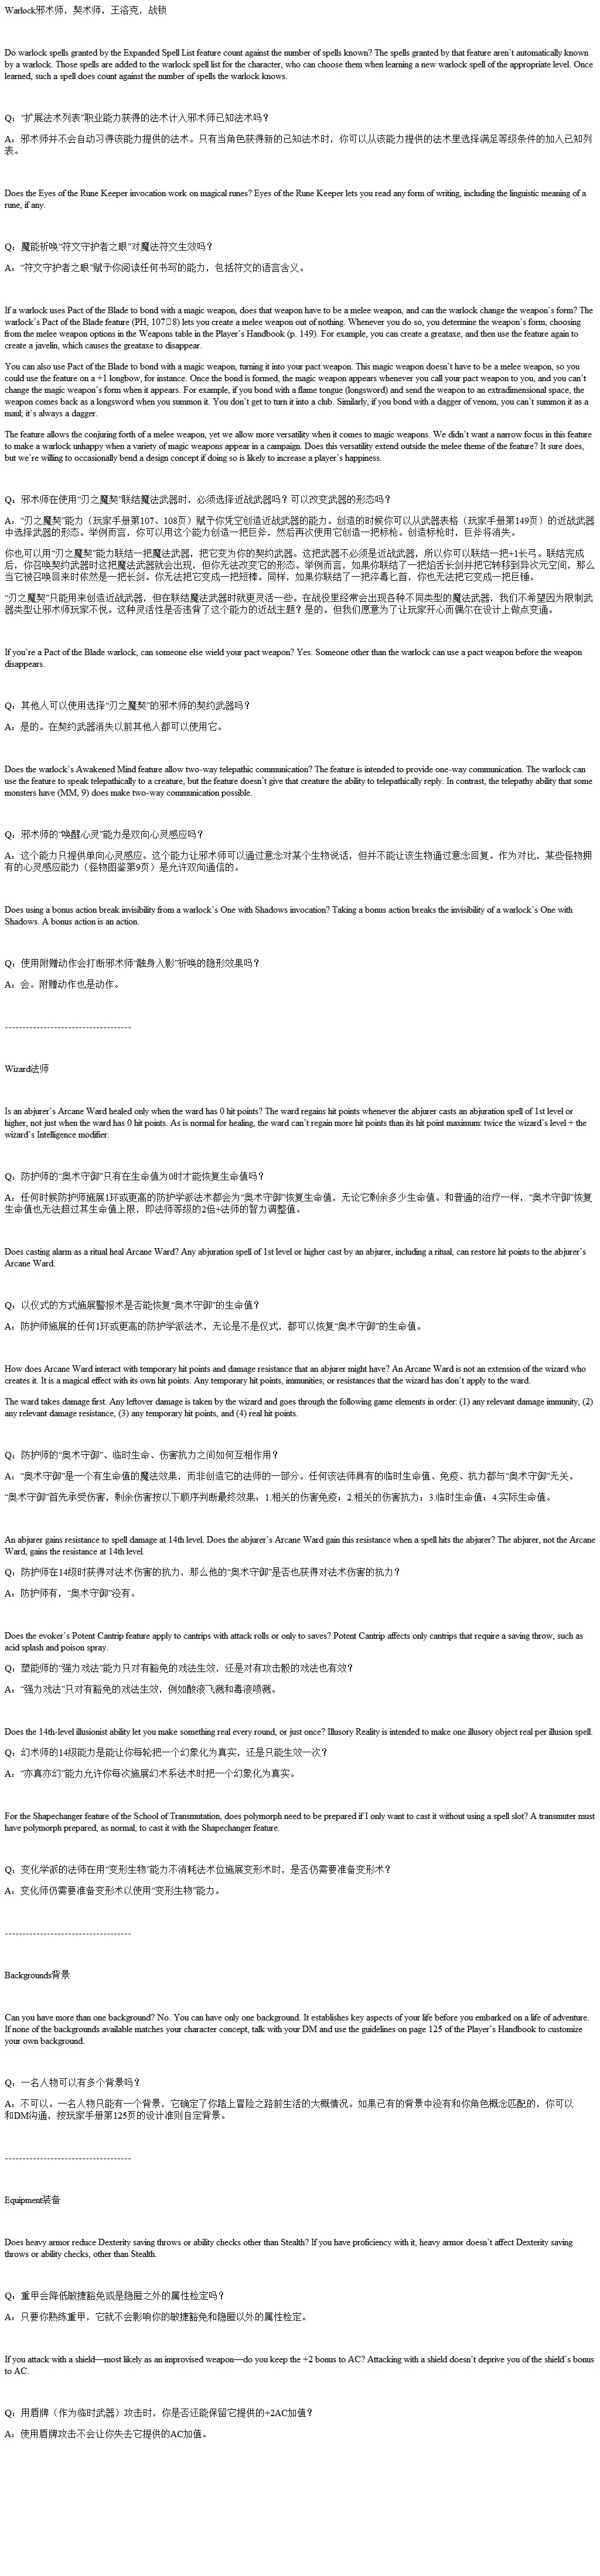 Warlock邪术师，契术师，王洛克，战锁
Do warlock spells granted by the Expanded Spell List feature count against the number of spells known? The spells granted by that feature aren’t automatically known
by a warlock. Those spells are added to the warlock spell list for the character, who can choose them when learning a new warlock spell of the appropriate level. Once
learned, such a spell does count against the number of spells the warlock knows.
Q：“扩展法术列表”职业能力获得的法术计入邪术师已知法术吗？
A：邪术师并不会自动习得该能力提供的法术。只有当角色获得新的已知法术时，你可以从该能力提供的法术里选择满足等级条件的加入已知列
表。
Does the Eyes of the Rune Keeper invocation work on magical runes? Eyes of the Rune Keeper lets you read any form of writing, including the linguistic meaning of a
rune, if any.
Q：魔能祈唤“符文守护者之眼”对魔法符文生效吗？
A：“符文守护者之眼”赋予你阅读任何书写的能力，包括符文的语言含义。
If a warlock uses Pact of the Blade to bond with a magic weapon, does that weapon have to be a melee weapon, and can the warlock change the weapon’s form? The
warlock’s Pact of the Blade feature (PH, 107􀀀8) lets you create a melee weapon out of nothing. Whenever you do so, you determine the weapon’s form, choosing
from the melee weapon options in the Weapons table in the Player’s Handbook (p. 149). For example, you can create a greataxe, and then use the feature again to
create a javelin, which causes the greataxe to disappear.
You can also use Pact of the Blade to bond with a magic weapon, turning it into your pact weapon. This magic weapon doesn’t have to be a melee weapon, so you
could use the feature on a +1 longbow, for instance. Once the bond is formed, the magic weapon appears whenever you call your pact weapon to you, and you can’t
change the magic weapon’s form when it appears. For example, if you bond with a flame tongue (longsword) and send the weapon to an extradimensional space, the
weapon comes back as a longsword when you summon it. You don’t get to turn it into a club. Similarly, if you bond with a dagger of venom, you can’t summon it as a
maul; it’s always a dagger.
The feature allows the conjuring forth of a melee weapon, yet we allow more versatility when it comes to magic weapons. We didn’t want a narrow focus in this feature
to make a warlock unhappy when a variety of magic weapons appear in a campaign. Does this versatility extend outside the melee theme of the feature? It sure does,
but we’re willing to occasionally bend a design concept if doing so is likely to increase a player’s happiness.
Q：邪术师在使用“刃之魔契”联结魔法武器时，必须选择近战武器吗？可以改变武器的形态吗？
A：“刃之魔契”能力（玩家手册第107、108页）赋予你凭空创造近战武器的能力。创造的时候你可以从武器表格（玩家手册第149页）的近战武器
中选择武器的形态。举例而言，你可以用这个能力创造一把巨斧，然后再次使用它创造一把标枪。创造标枪时，巨斧将消失。
你也可以用“刃之魔契”能力联结一把魔法武器，把它变为你的契约武器。这把武器不必须是近战武器，所以你可以联结一把+1长弓。联结完成
后，你召唤契约武器时这把魔法武器就会出现，但你无法改变它的形态。举例而言，如果你联结了一把焰舌长剑并把它转移到异次元空间，那么
当它被召唤回来时依然是一把长剑。你无法把它变成一把短棒。同样，如果你联结了一把淬毒匕首，你也无法把它变成一把巨锤。
“刃之魔契”只能用来创造近战武器，但在联结魔法武器时就更灵活一些。在战役里经常会出现各种不同类型的魔法武器，我们不希望因为限制武
器类型让邪术师玩家不悦。这种灵活性是否违背了这个能力的近战主题？是的。但我们愿意为了让玩家开心而偶尔在设计上做点变通。
If you’re a Pact of the Blade warlock, can someone else wield your pact weapon? Yes. Someone other than the warlock can use a pact weapon before the weapon
disappears.
Q：其他人可以使用选择“刃之魔契”的邪术师的契约武器吗？
A：是的。在契约武器消失以前其他人都可以使用它。
Does the warlock’s Awakened Mind feature allow two-way telepathic communication? The feature is intended to provide one-way communication. The warlock can
use the feature to speak telepathically to a creature, but the feature doesn’t give that creature the ability to telepathically reply. In contrast, the telepathy ability that some
monsters have (MM, 9) does make two-way communication possible.
Q：邪术师的“唤醒心灵”能力是双向心灵感应吗？
A：这个能力只提供单向心灵感应。这个能力让邪术师可以通过意念对某个生物说话，但并不能让该生物通过意念回复。作为对比，某些怪物拥
有的心灵感应能力（怪物图鉴第9页）是允许双向通信的。
Does using a bonus action break invisibility from a warlock’s One with Shadows invocation? Taking a bonus action breaks the invisibility of a warlock’s One with
Shadows. A bonus action is an action.
Q：使用附赠动作会打断邪术师“融身入影”祈唤的隐形效果吗？
A：会。附赠动作也是动作。
------------------------------------
Wizard法师
Is an abjurer’s Arcane Ward healed only when the ward has 0 hit points? The ward regains hit points whenever the abjurer casts an abjuration spell of 1st level or
higher, not just when the ward has 0 hit points. As is normal for healing, the ward can’t regain more hit points than its hit point maximum: twice the wizard’s level + the
wizard’s Intelligence modifier.
Q：防护师的“奥术守御”只有在生命值为0时才能恢复生命值吗？
A：任何时候防护师施展1环或更高的防护学派法术都会为“奥术守御”恢复生命值，无论它剩余多少生命值。和普通的治疗一样，“奥术守御”恢复
生命值也无法超过其生命值上限，即法师等级的2倍+法师的智力调整值。
Does casting alarm as a ritual heal Arcane Ward? Any abjuration spell of 1st level or higher cast by an abjurer, including a ritual, can restore hit points to the abjurer’s
Arcane Ward.
Q：以仪式的方式施展警报术是否能恢复“奥术守御”的生命值？
A：防护师施展的任何1环或更高的防护学派法术，无论是不是仪式，都可以恢复“奥术守御”的生命值。
How does Arcane Ward interact with temporary hit points and damage resistance that an abjurer might have? An Arcane Ward is not an extension of the wizard who
creates it. It is a magical effect with its own hit points. Any temporary hit points, immunities, or resistances that the wizard has don’t apply to the ward.
The ward takes damage first. Any leftover damage is taken by the wizard and goes through the following game elements in order: (1) any relevant damage immunity, (2)
any relevant damage resistance, (3) any temporary hit points, and (4) real hit points.
Q：防护师的“奥术守御”、临时生命、伤害抗力之间如何互相作用？
A：“奥术守御”是一个有生命值的魔法效果，而非创造它的法师的一部分。任何该法师具有的临时生命值、免疫、抗力都与“奥术守御”无关。
“奥术守御”首先承受伤害，剩余伤害按以下顺序判断最终效果：1.相关的伤害免疫；2.相关的伤害抗力；3.临时生命值；4.实际生命值。
An abjurer gains resistance to spell damage at 14th level. Does the abjurer’s Arcane Ward gain this resistance when a spell hits the abjurer? The abjurer, not the Arcane
Ward, gains the resistance at 14th level.
Q：防护师在14级时获得对法术伤害的抗力，那么他的“奥术守御”是否也获得对法术伤害的抗力？
A：防护师有，“奥术守御”没有。
Does the evoker’s Potent Cantrip feature apply to cantrips with attack rolls or only to saves? Potent Cantrip affects only cantrips that require a saving throw, such as
acid splash and poison spray.
Q：塑能师的“强力戏法”能力只对有豁免的戏法生效，还是对有攻击骰的戏法也有效？
A：“强力戏法”只对有豁免的戏法生效，例如酸液飞溅和毒液喷溅。
Does the 14th-level illusionist ability let you make something real every round, or just once? Illusory Reality is intended to make one illusory object real per illusion spell.
Q：幻术师的14级能力是能让你每轮把一个幻象化为真实，还是只能生效一次？
A：“亦真亦幻”能力允许你每次施展幻术系法术时把一个幻象化为真实。
For the Shapechanger feature of the School of Transmutation, does polymorph need to be prepared if I only want to cast it without using a spell slot? A transmuter must
have polymorph prepared, as normal, to cast it with the Shapechanger feature.
Q：变化学派的法师在用“变形生物”能力不消耗法术位施展变形术时，是否仍需要准备变形术？
A：变化师仍需要准备变形术以使用“变形生物”能力。
------------------------------------
Backgrounds背景
Can you have more than one background? No. You can have only one background. It establishes key aspects of your life before you embarked on a life of adventure.
If none of the backgrounds available matches your character concept, talk with your DM and use the guidelines on page 125 of the Player’s Handbook to customize
your own background.
Q：一名人物可以有多个背景吗？
A：不可以。一名人物只能有一个背景，它确定了你踏上冒险之路前生活的大概情况。如果已有的背景中没有和你角色概念匹配的，你可以
和DM沟通，按玩家手册第125页的设计准则自定背景。
------------------------------------
Equipment装备
Does heavy armor reduce Dexterity saving throws or ability checks other than Stealth? If you have proficiency with it, heavy armor doesn’t affect Dexterity saving
throws or ability checks, other than Stealth.
Q：重甲会降低敏捷豁免或是隐匿之外的属性检定吗？
A：只要你熟练重甲，它就不会影响你的敏捷豁免和隐匿以外的属性检定。
If you attack with a shield—most likely as an improvised weapon—do you keep the +2 bonus to AC? Attacking with a shield doesn’t deprive you of the shield’s bonus
to AC.
Q：用盾牌（作为临时武器）攻击时，你是否还能保留它提供的+2AC加值？
A：使用盾牌攻击不会让你失去它提供的AC加值。